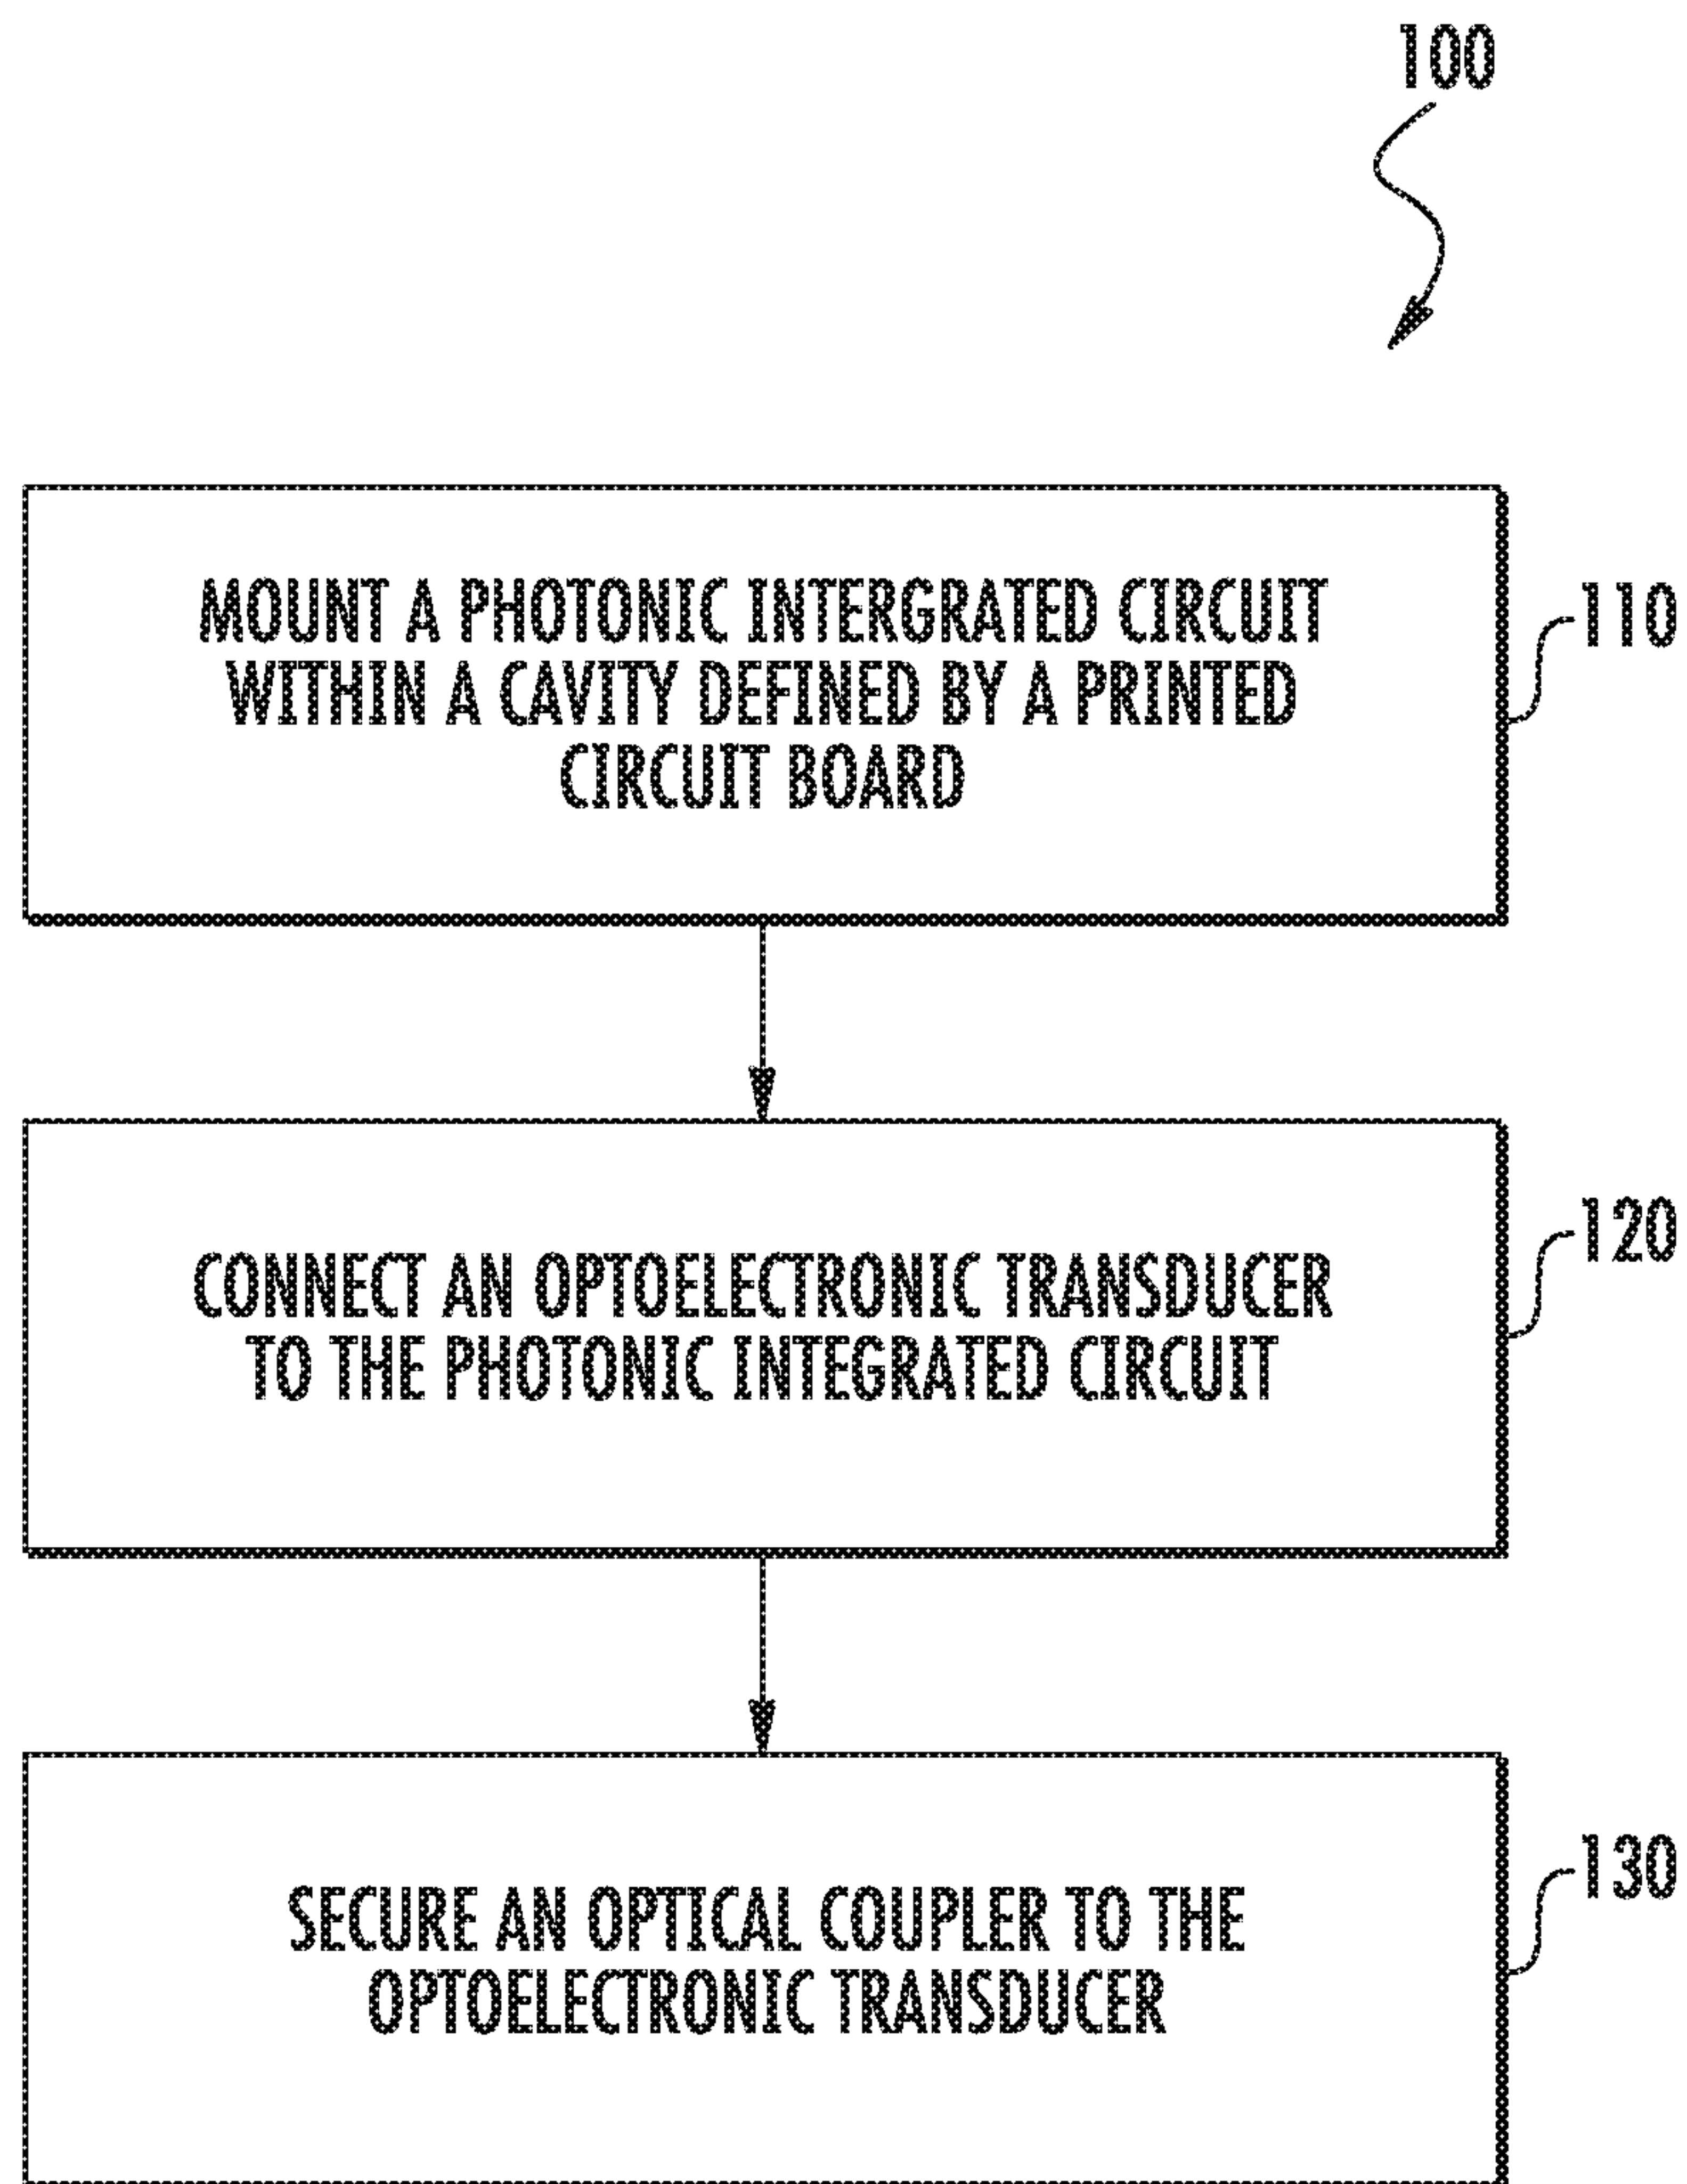 100
MOUNT A PHOTONIC INTERGRATED CIRCUIT
WITHIN A CAVITY DEFINED BY A PRINTED
CIRCUIT BOARD
110
CONNECT AN OPTOELECTRONIC TRANSDUCER
TO THE PHOTONIC INTEGRATED CIRCUIT
120
SECURE AN OPTICAL COUPLER TO THE
OPTOELECTRONIC TRANSDUCER
130